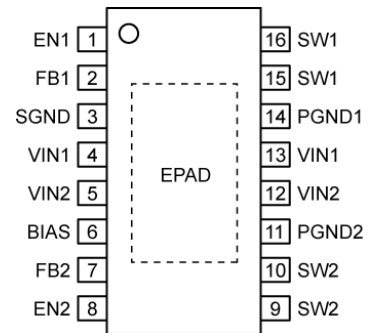 EN1 1 16 SW1
FB1 2 15 SW1
SGND 3 14 PGND1
VIN1 4 13 VIN1
EPAD
VIN2 5 12 VIN2
BIAS 6 11 PGND2
FB2 7 10 SW2
EN2 8 9 SW2